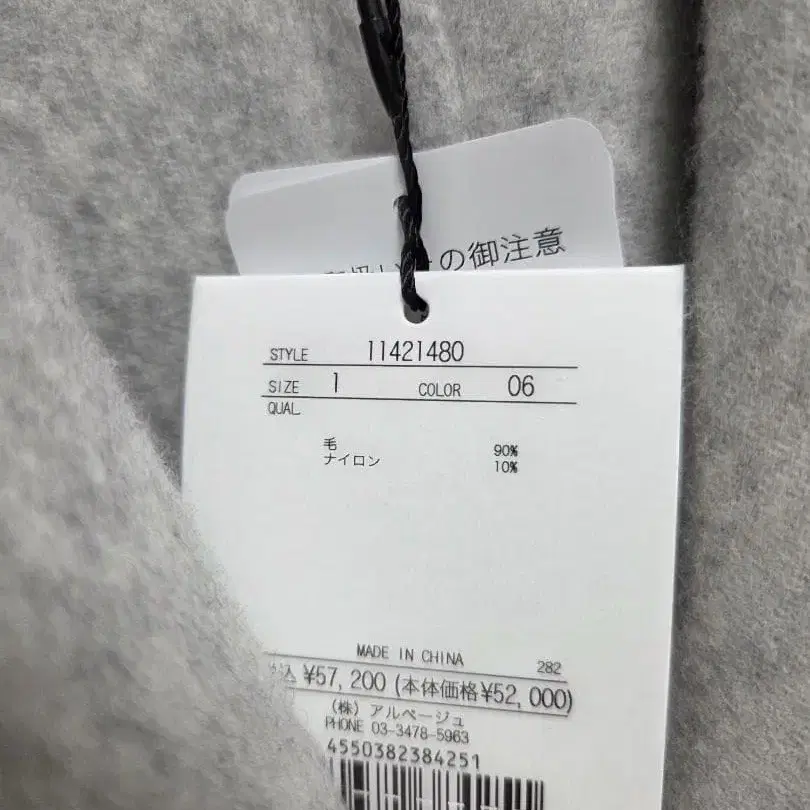 の御注意
STYLE 11421480
SIZE 1 COLOR 06
QUAL
毛 90%
ナイロン 10%
MADE IN CHINA 282
込 ¥57,200 (本体価格¥52,000)
(株) アルページュ
PHONE 03-3478-5963
4550382384251